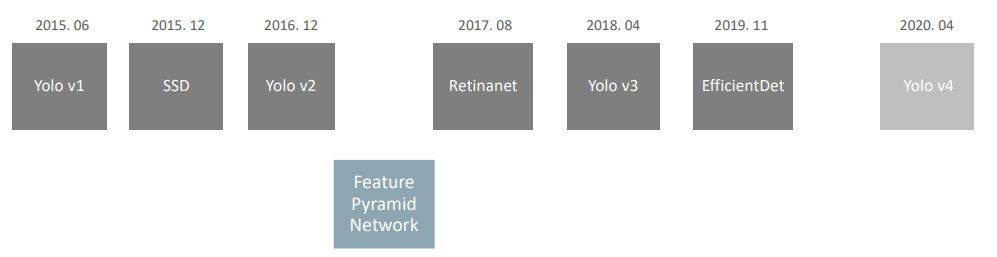 2015. 06
2015. 12
2016. 12
2017. 08
2018. 04
2019. 11
2020. 04
Yolo v1
SSD
Yolo v2
Retinanet
Yolo v3
EfficientDet
Yolo v4
Feature
Pyramid
Network